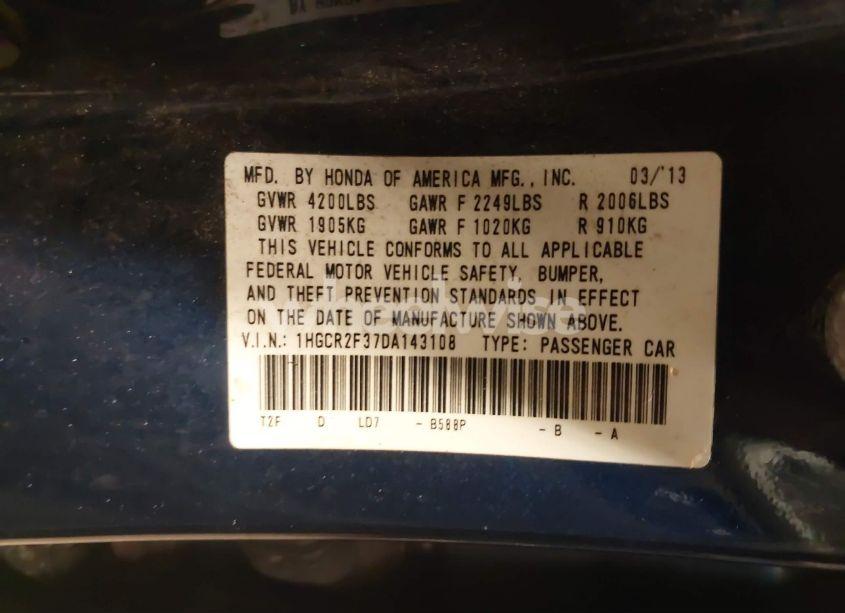 MFD. BY HONDA OF AMERICA MFG., INC. 03/'13
GVWR 4200LBS GAWR F 2249LBS R 2006LBS
GVWR 1905KG GAWR F 1020KG R 910KG
THIS VEHICLE CONFORMS TO ALL APPLICABLE
FEDERAL MOTOR VEHICLE SAFETY, BUMPER,
AND THEFT PREVENTION STANDARDS IN EFFECT
ON THE DATE OF MANUFACTURE SHOWN ABOVE.
V.I.N.: 1HGCR2F37DA143108 TYPE: PASSENGER CAR
T2F D LD7 - B588P - B - A